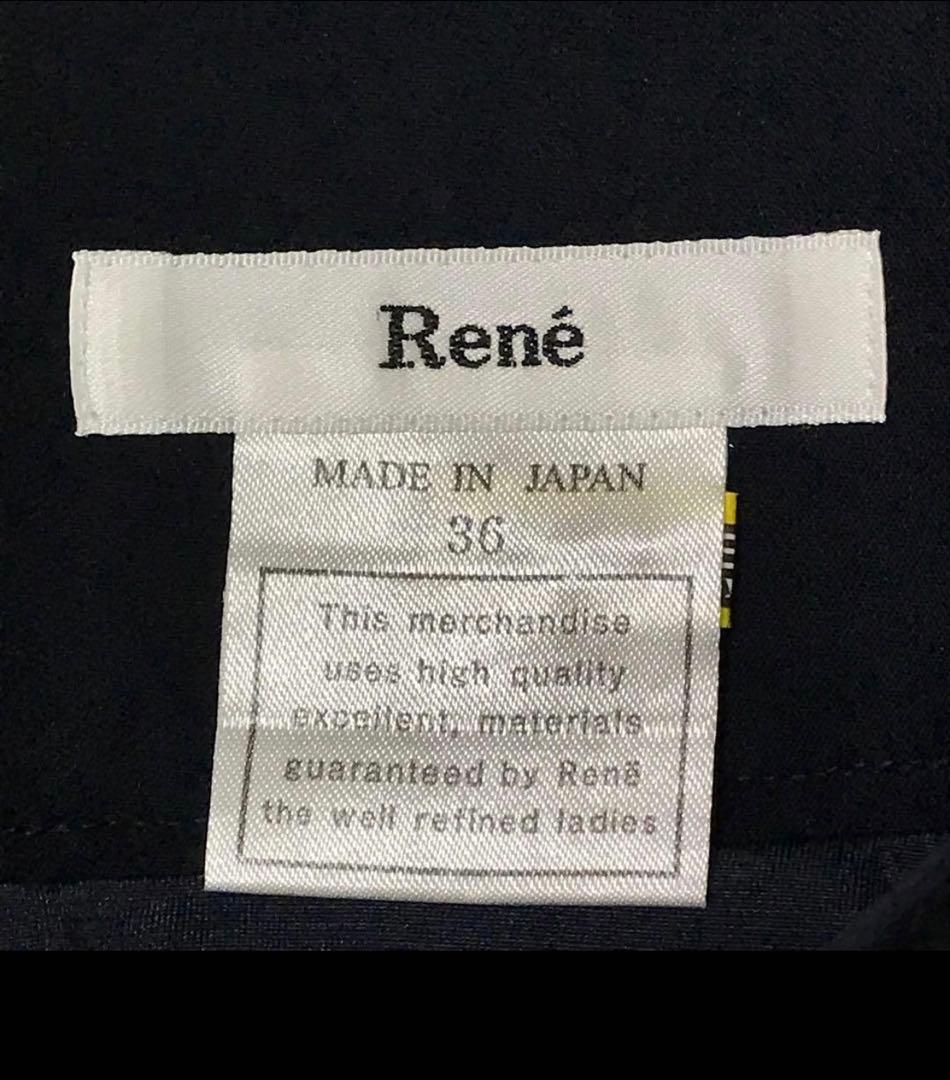 René
MADE IN JAPAN
36
This merchandise
uses high quality
excellent, materials
guaranteed by René
the well refined ladies